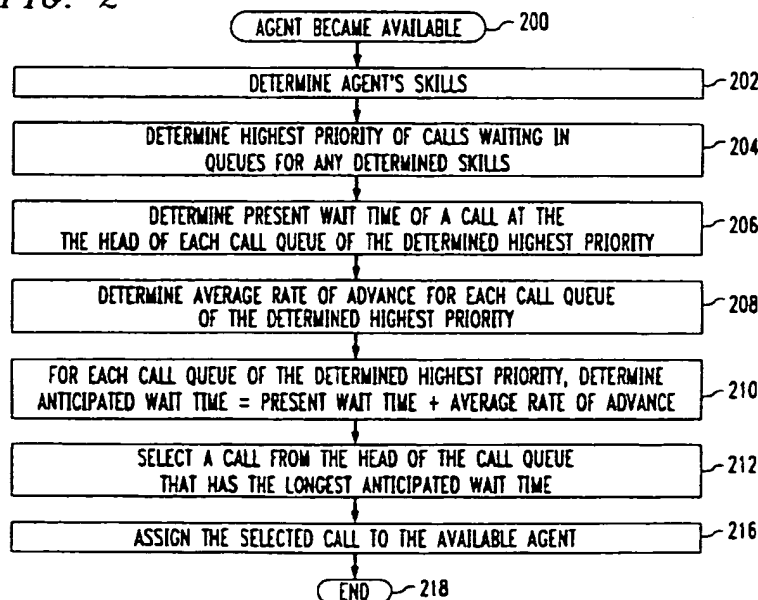 FIG. 2
AGENT BECAME AVAILABLE 200
DETERMINE AGENT'S SKILLS 202
DETERMINE HIGHEST PRIORITY OF CALLS WAITING IN
QUEUES FOR ANY DETERMINED SKILLS 204
DETERMINE PRESENT WAIT TIME OF A CALL AT THE
THE HEAD OF EACH CALL QUEUE OF THE DETERMINED HIGHEST PRIORITY 206
DETERMINE AVERAGE RATE OF ADVANCE FOR EACH CALL QUEUE
OF THE DETERMINED HIGHEST PRIORITY 208
FOR EACH CALL QUEUE OF THE DETERMINED HIGHEST PRIORITY, DETERMINE
ANTICIPATED WAIT TIME = PRESENT WAIT TIME + AVERAGE RATE OF ADVANCE 210
SELECT A CALL FROM THE HEAD OF THE CALL QUEUE
THAT HAS THE LONGEST ANTICIPATED WAIT TIME 212
ASSIGN THE SELECTED CALL TO THE AVAILABLE AGENT 216
END 218